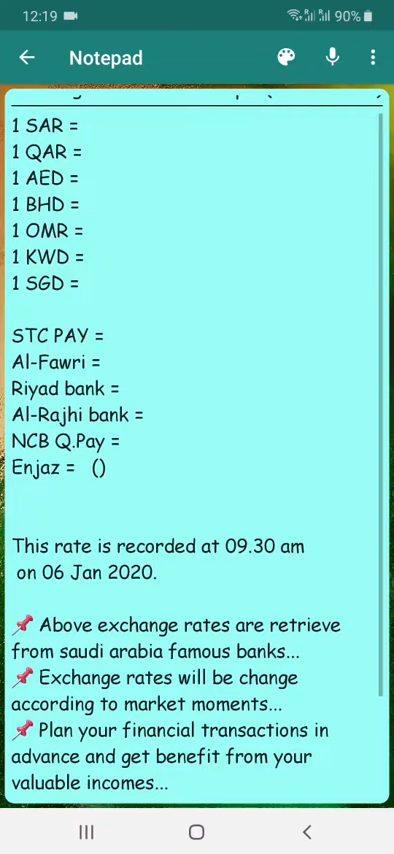 12:19 90%
Notepad
1 SAR =
1 QAR =
1 AED =
1 BHD =
1 OMR =
1 KWD =
1 SGD =
STC PAY =
Al-Fawri =
Riyad bank =
Al-Rajhi bank =
NCB Q.Pay =
Enjaz = ()
This rate is recorded at 09.30 am
on 06 Jan 2020.
📌 Above exchange rates are retrieve
from saudi arabia famous banks...
📌 Exchange rates will be change
according to market moments...
📌 Plan your financial transactions in
advance and get benefit from your
valuable incomes...